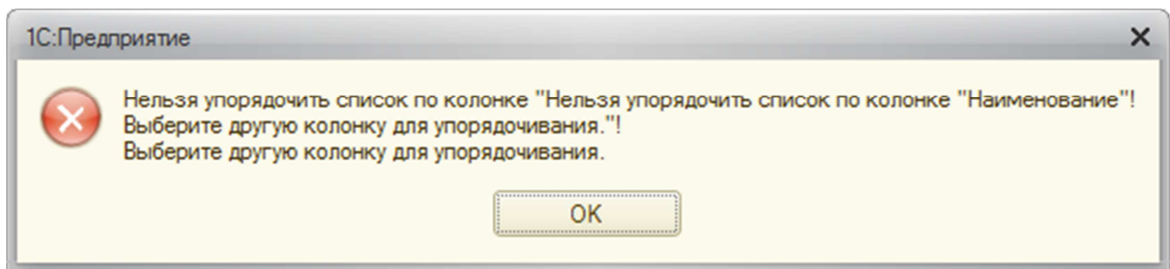 1С:Предприятие
Нельзя упорядочить список по колонке "Нельзя упорядочить список по колонке "Наименование"!
Выберите другую колонку для упорядочивания."!
Выберите другую колонку для упорядочивания.
OK